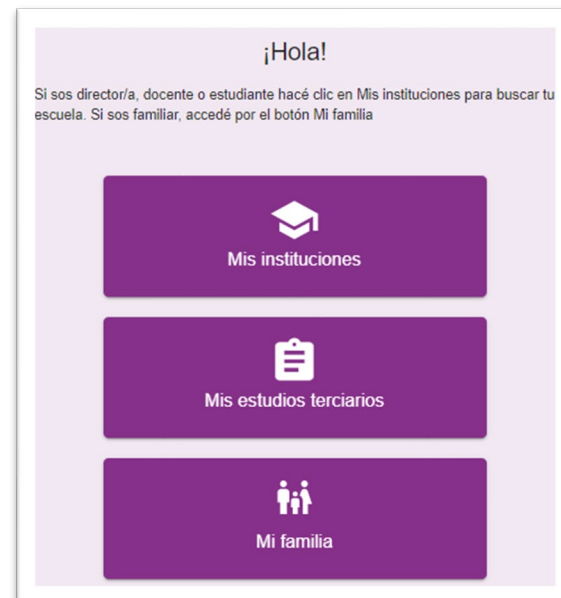 ¡Hola!
Si sos director/a, docente o estudiante hacé clic en Mis instituciones para buscar tu
escuela. Si sos familiar, accedé por el botón Mi familia
Mis instituciones
Mis estudios terciarios
Mi familia